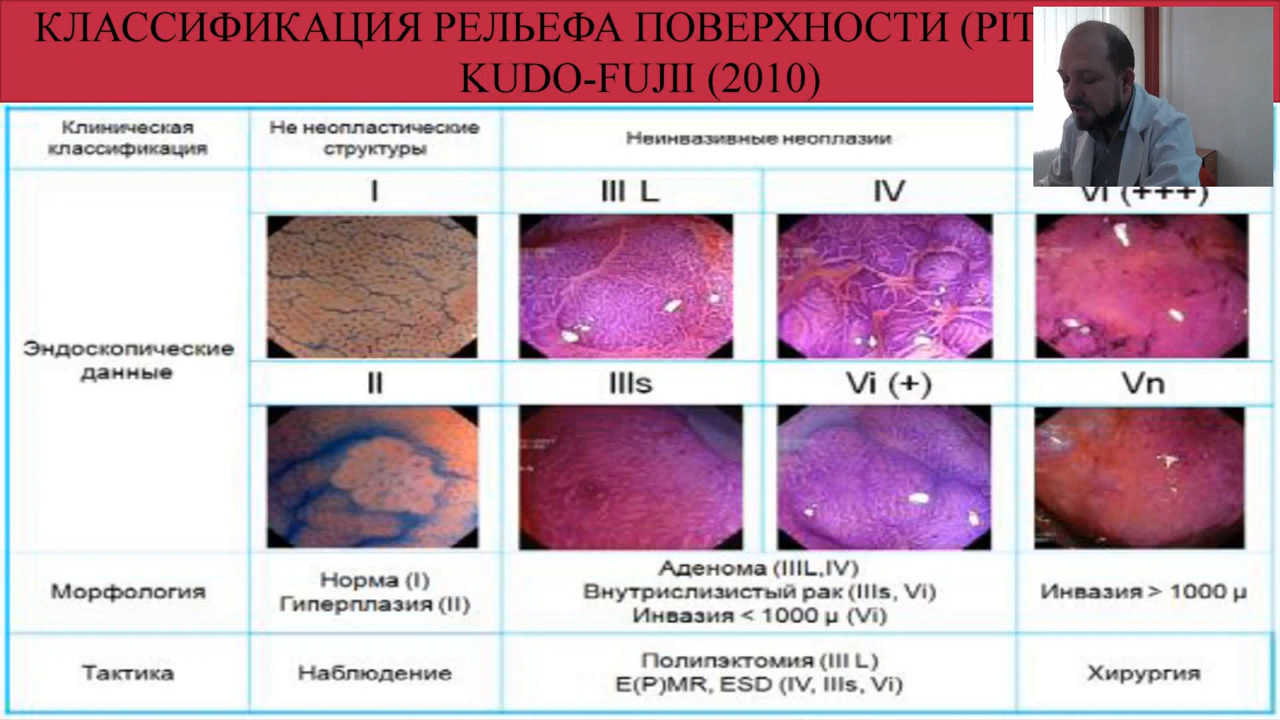 КЛАССИФИКАЦИЯ РЕЛЬЕФА ПОВЕРХНОСТИ (PIT
KUDO-FUJII (2010)
Клиническая классификация
Не неопластические структуры
Неинвазивные неоплазии
Эндоскопические данные
I
III L
IV
VI (+++)
II
IIIs
Vi (+)
Vn
Морфология
Норма (I)
Гиперплазия (II)
Аденома (IIIL,IV)
Внутрислизистый рак (IIIs, Vi)
Инвазия < 1000 µ (Vi)
Инвазия > 1000 µ
Тактика
Наблюдение
Полипэктомия (III L)
E(P)MR, ESD (IV, IIIs, Vi)
Хирургия